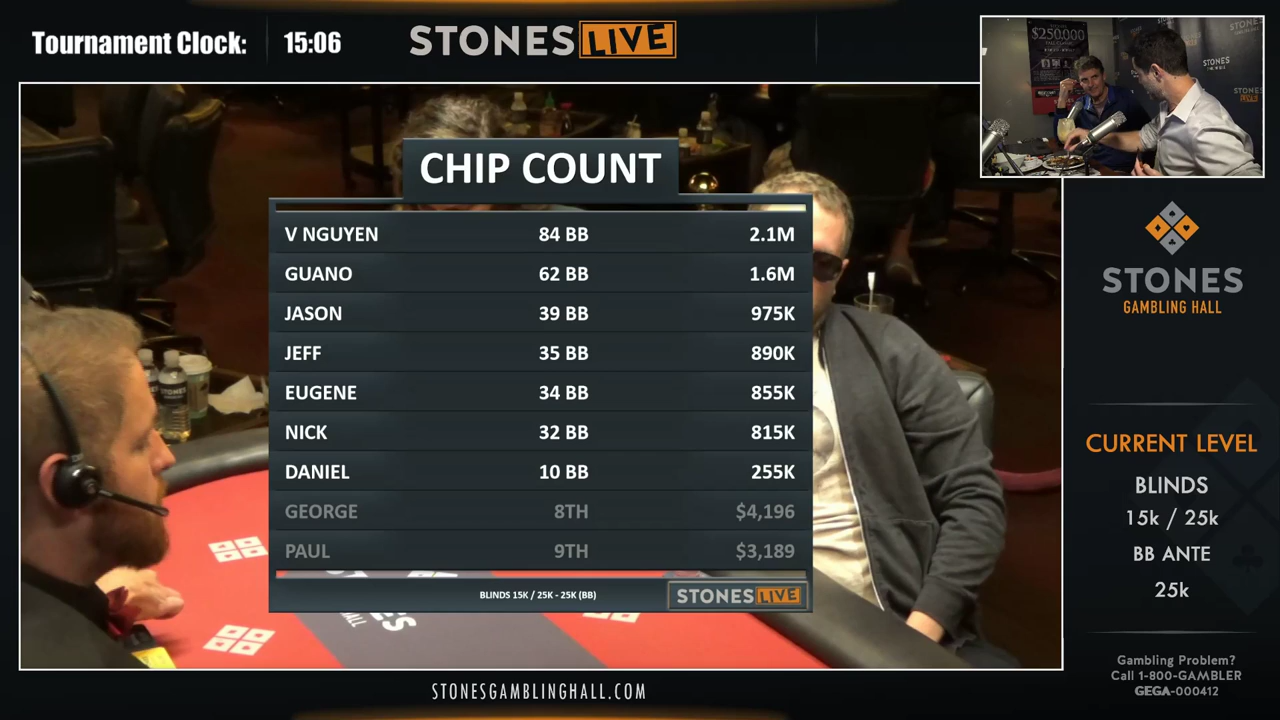 Tournament Clock: 15:06
STONES LIVE
$250,000
STONES
CHIP COUNT
V NGUYEN 84 BB 2.1M
GUANO 62 BB 1.6M
JASON 39 BB 975K
JEFF 35 BB 890K
EUGENE 34 BB 855K
NICK 32 BB 815K
DANIEL 10 BB 255K
GEORGE 8TH $4,196
PAUL 9TH $3,189
BLINDS 15K / 25K - 25K (BB)
STONES LIVE
STONES
GAMBLING HALL
CURRENT LEVEL
BLINDS
15k / 25k
BB ANTE
25k
Gambling Problem?
Call 1-800-GAMBLER
GEGA-000412
STONESGAMBLINGHALL.COM